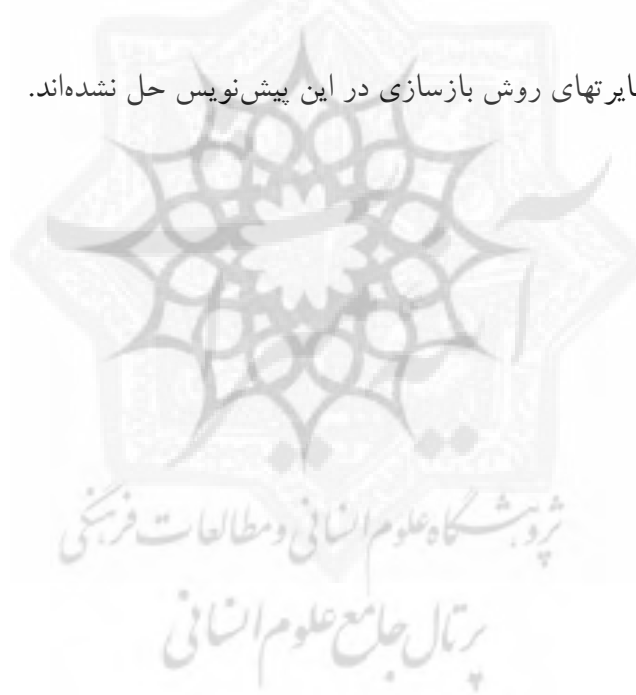 ایرتهای روش بازسازی در این پیش‌نویس حل نشده‌اند.
پژوهشگاه علوم انسانی و مطالعات فرهنگی
پرتال جامع علوم انسانی